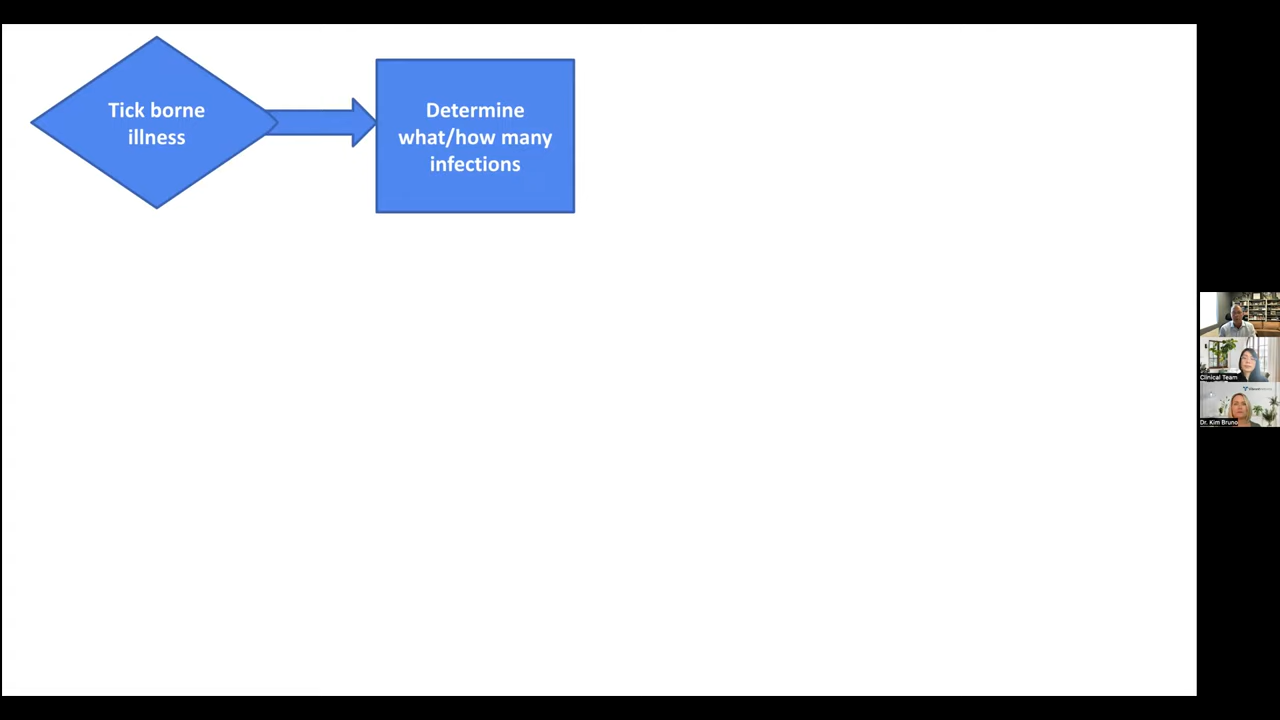 Tick borne
illness
Determine
what/how many
infections
Clinical Team
Dr. Kim Bruno